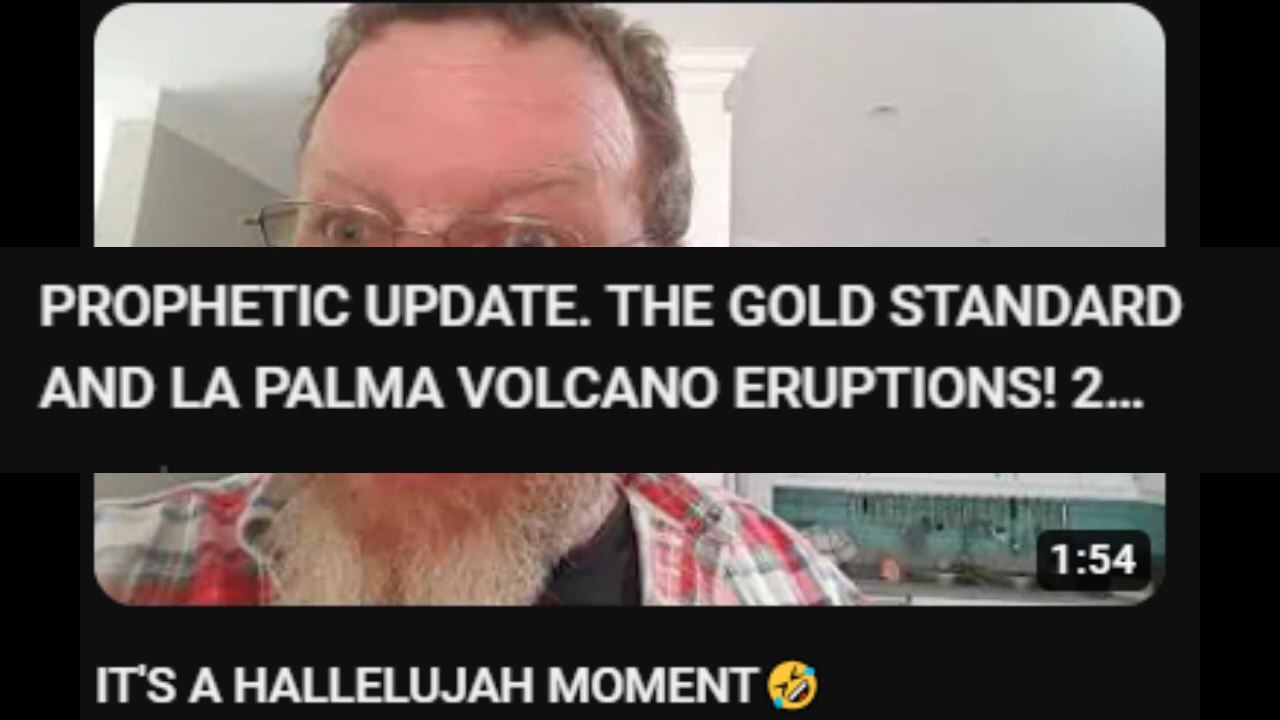 PROPHETIC UPDATE. THE GOLD STANDARD
AND LA PALMA VOLCANO ERUPTIONS! 2...
1:54
IT'S A HALLELUJAH MOMENT🤣